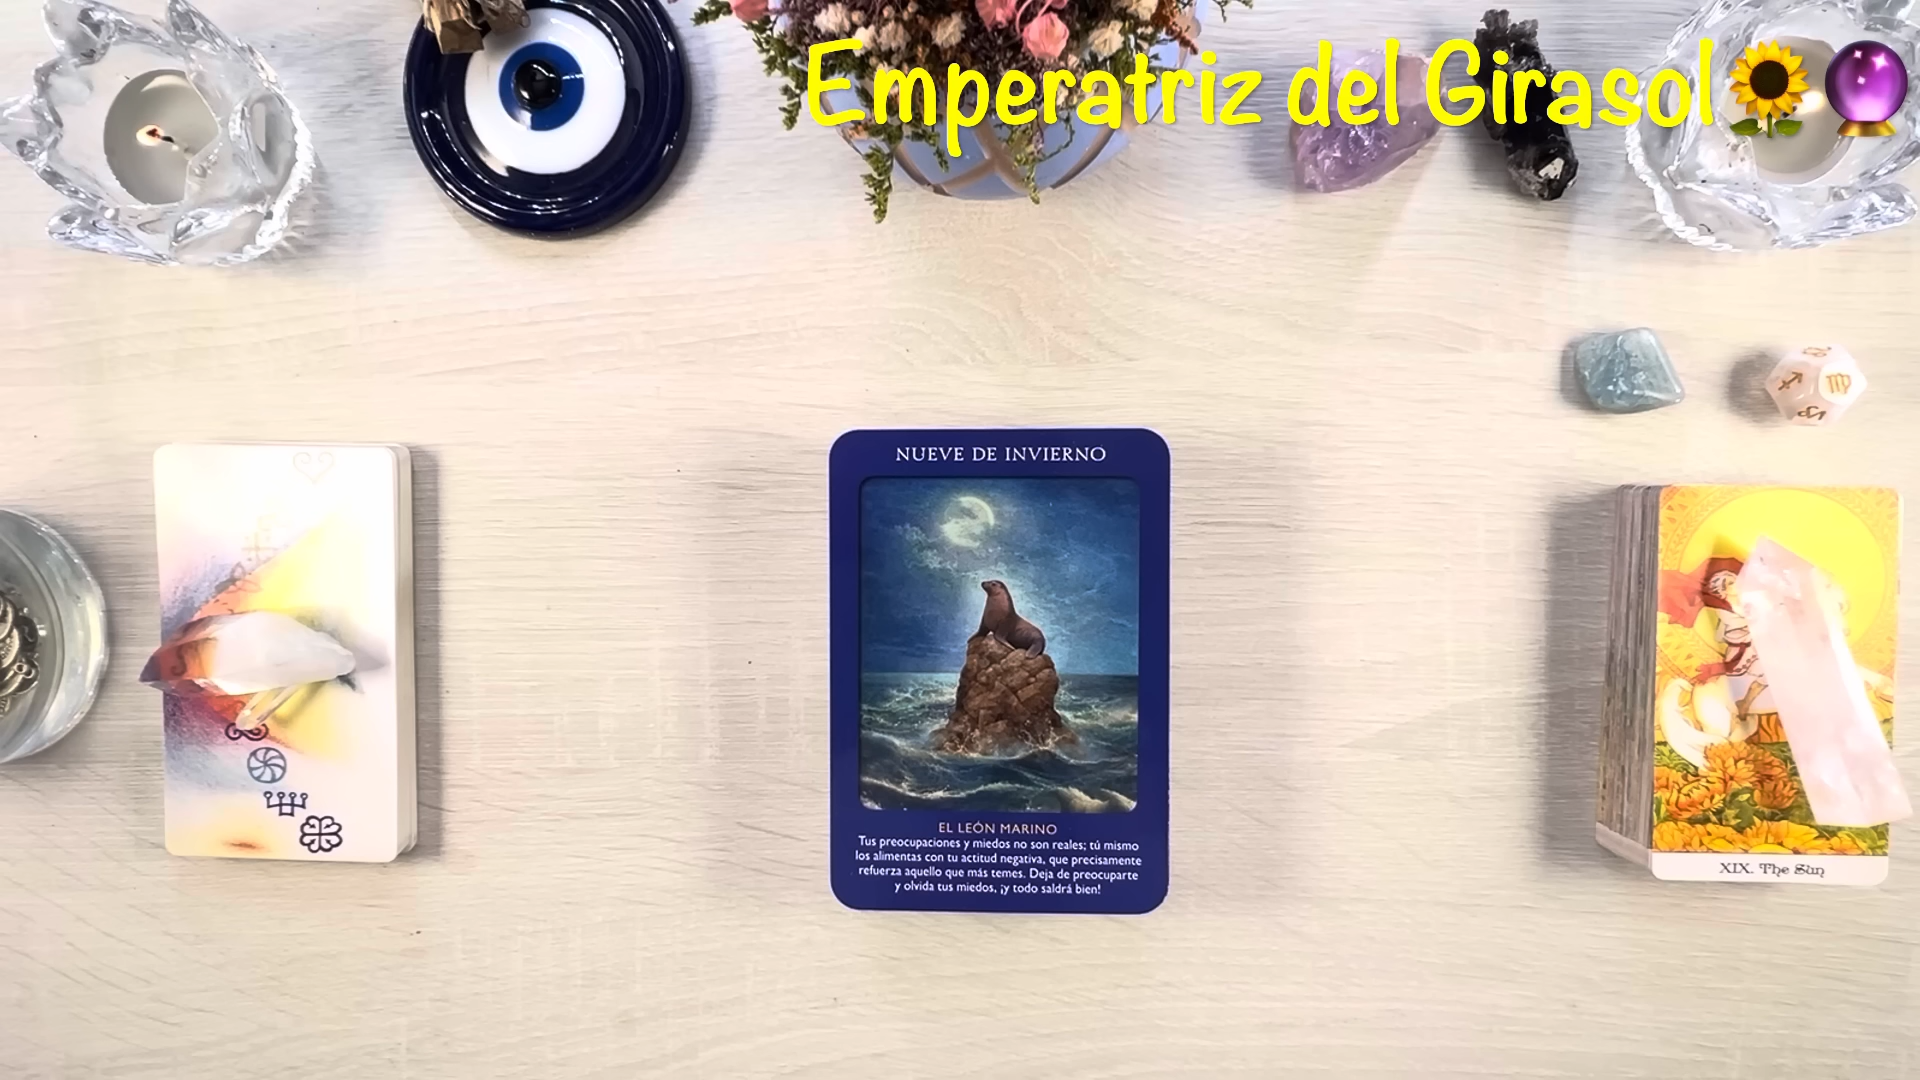 Emperatriz del Girasol🌻🔮
NUEVE DE INVIERNO
EL LEÓN MARINO
Tus preocupaciones y miedos no son reales; tú mismo
los alimentas con tu actitud negativa, que precisamente
refuerza aquello que más temes. Deja de preocuparte
y olvida tus miedos, ¡y todo saldrá bien!
XIX. The Sun